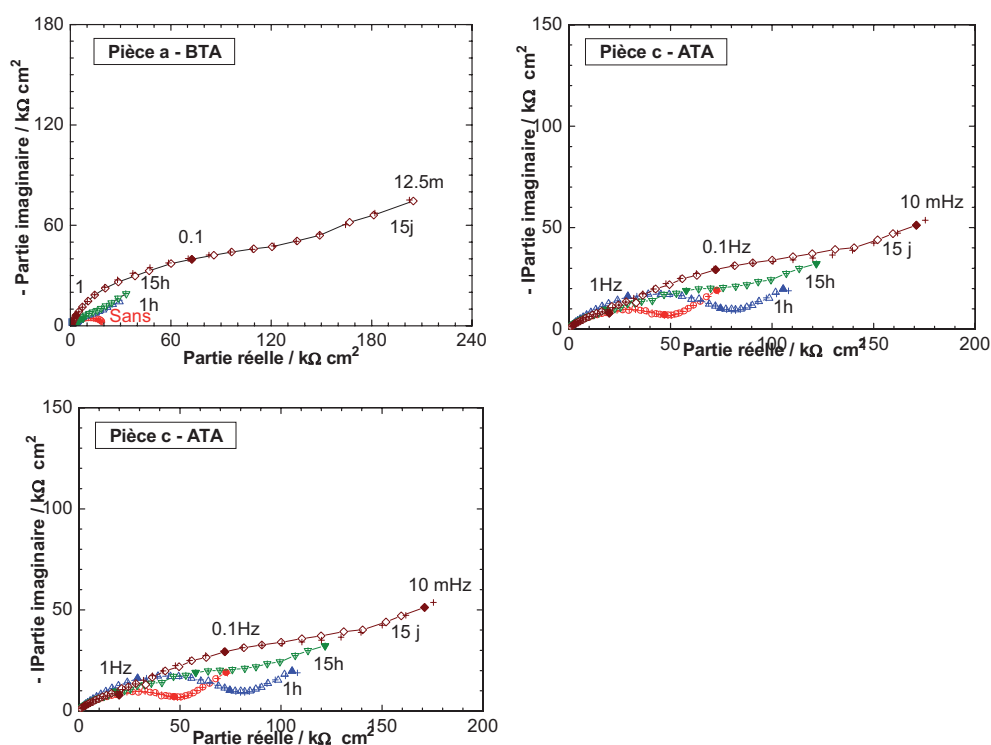 Pièce a - BTA
- Partie imaginaire / kΩ cm²
180
120
60
0
12.5m
0.1
15j
1
15h
1h
Sans
0 60 120 180 240
Partie réelle / kΩ cm²
Pièce c - ATA
- IPartie imaginaire / kΩ cm²
150
100
50
0
10 mHz
0.1Hz
1Hz
15 j
15h
1h
0 50 100 150 200
Partie réelle / kΩ cm²
Pièce c - ATA
- IPartie imaginaire / kΩ cm²
150
100
50
0
10 mHz
0.1Hz
1Hz
15 j
15h
1h
0 50 100 150 200
Partie réelle / kΩ cm²